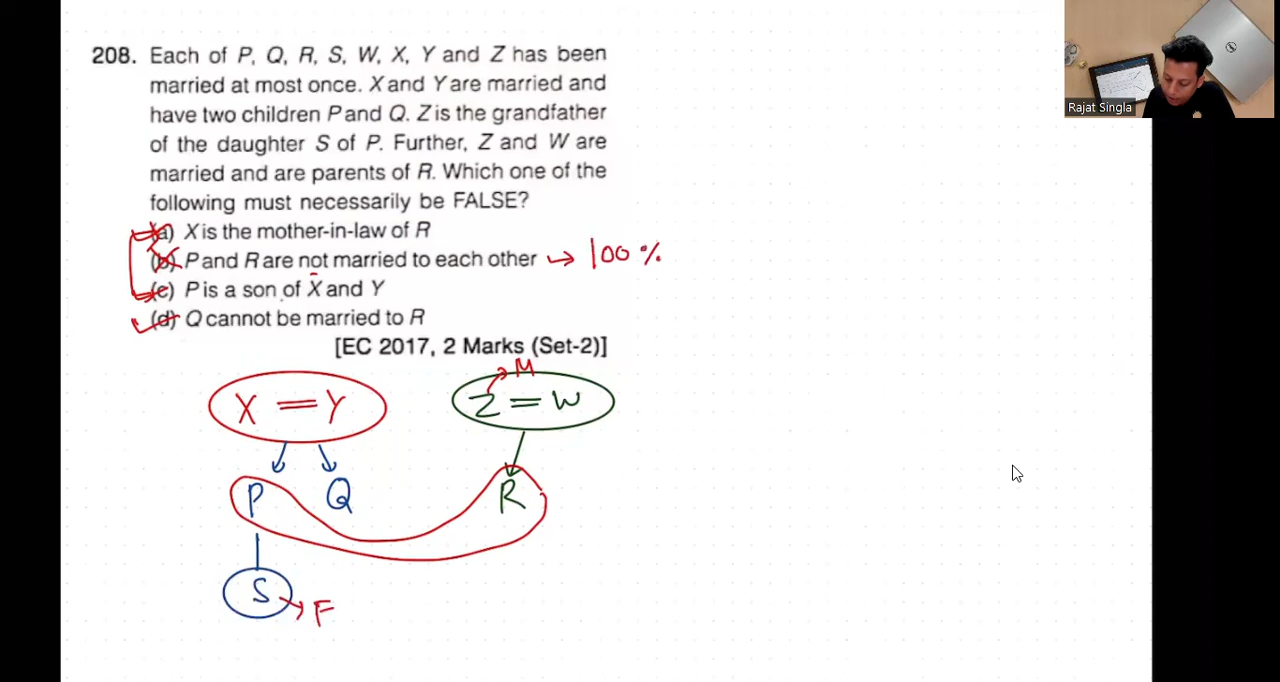 208. Each of P, Q, R, S, W, X, Y and Z has been
married at most once. X and Y are married and
have two children P and Q. Z is the grandfather
of the daughter S of P. Further, Z and W are
married and are parents of R. Which one of the
following must necessarily be FALSE?
(a) X is the mother-in-law of R
(b) P and R are not married to each other → 100 %
(c) P is a son of X and Y
(d) Q cannot be married to R
[EC 2017, 2 Marks (Set-2)]
M
X = Y Z = W
P Q R
S F
Rajat Singla